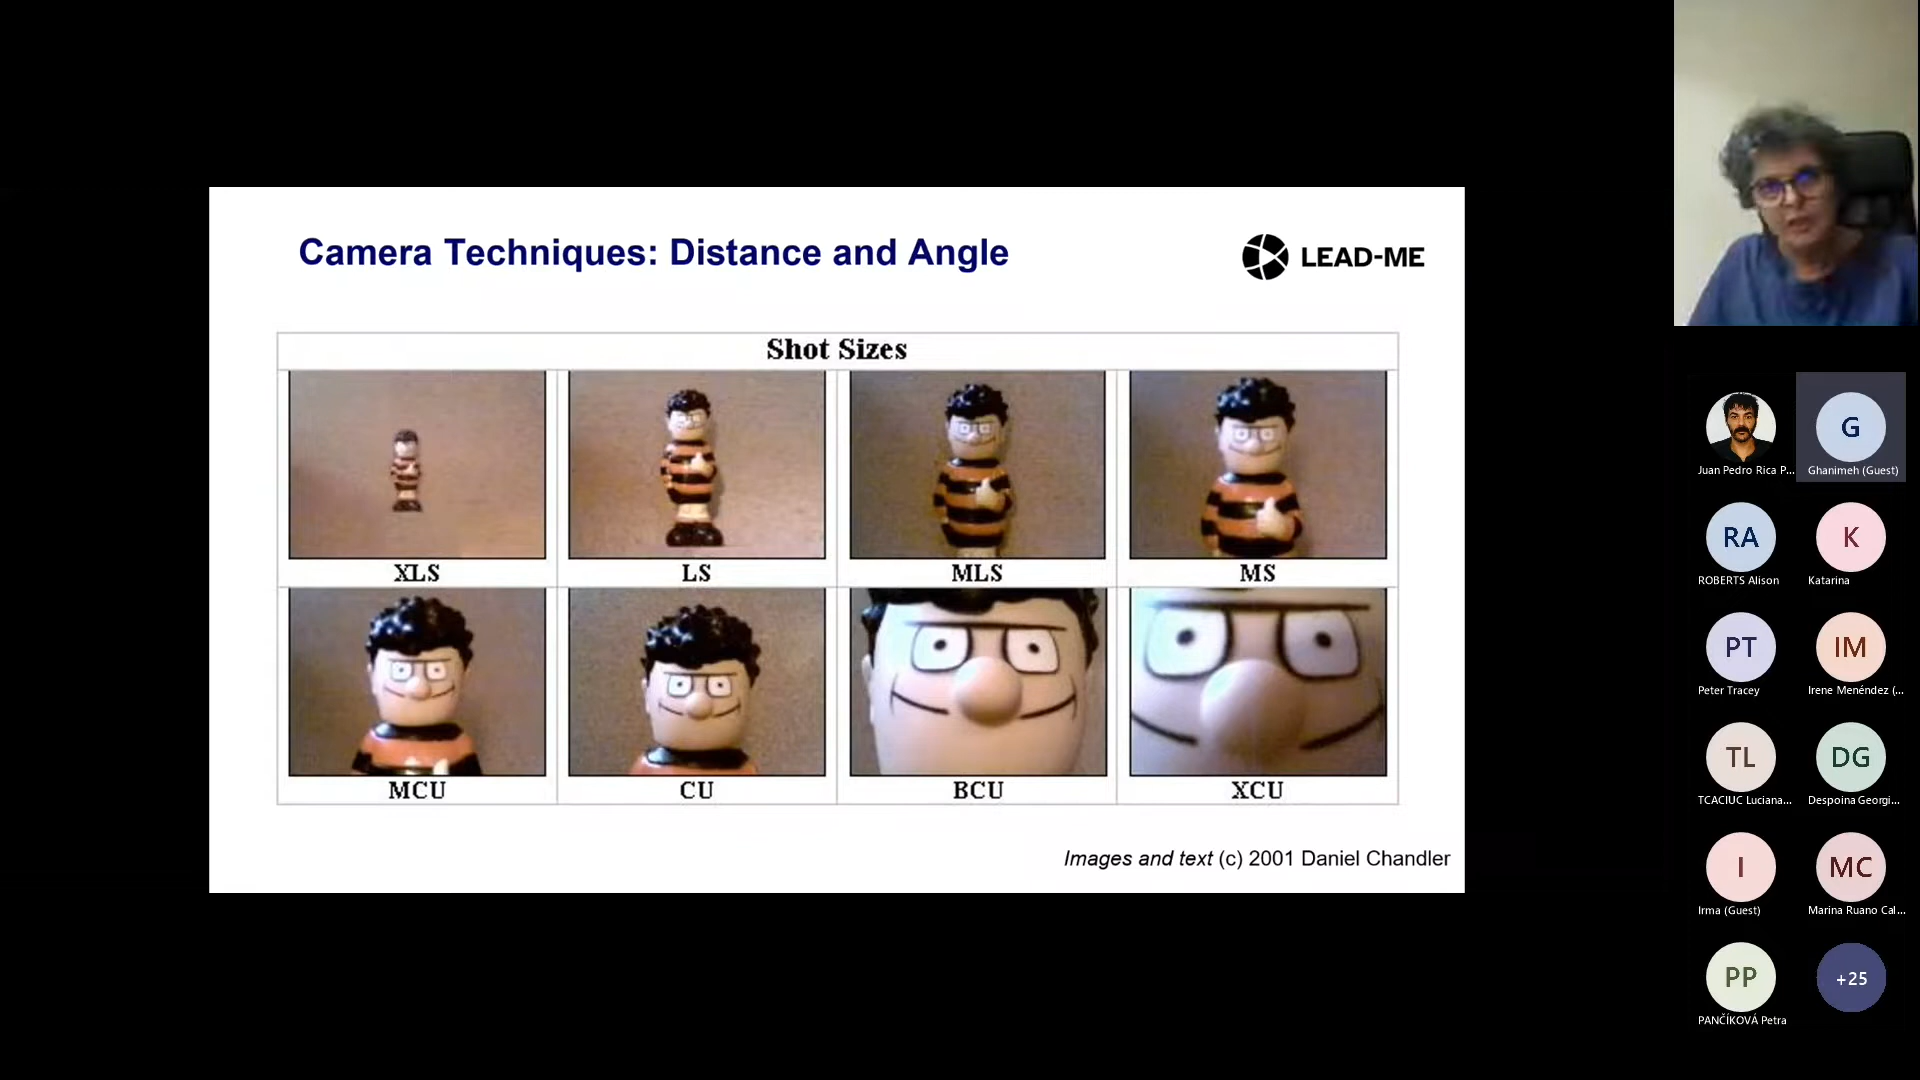 Camera Techniques: Distance and Angle
LEAD-ME
Shot Sizes
XLS
LS
MLS
MS
MCU
CU
BCU
XCU
Images and text (c) 2001 Daniel Chandler
Juan Pedro Rica P...
G
Ghanimeh (Guest)
RA
ROBERTS Alison
K
Katarina
PT
Peter Tracey
IM
Irene Menéndez (...
TL
TCACIUC Luciana...
DG
Despoina Georgi...
I
Irma (Guest)
MC
Marina Ruano Cal...
PP
PANČÍKOVÁ Petra
+25